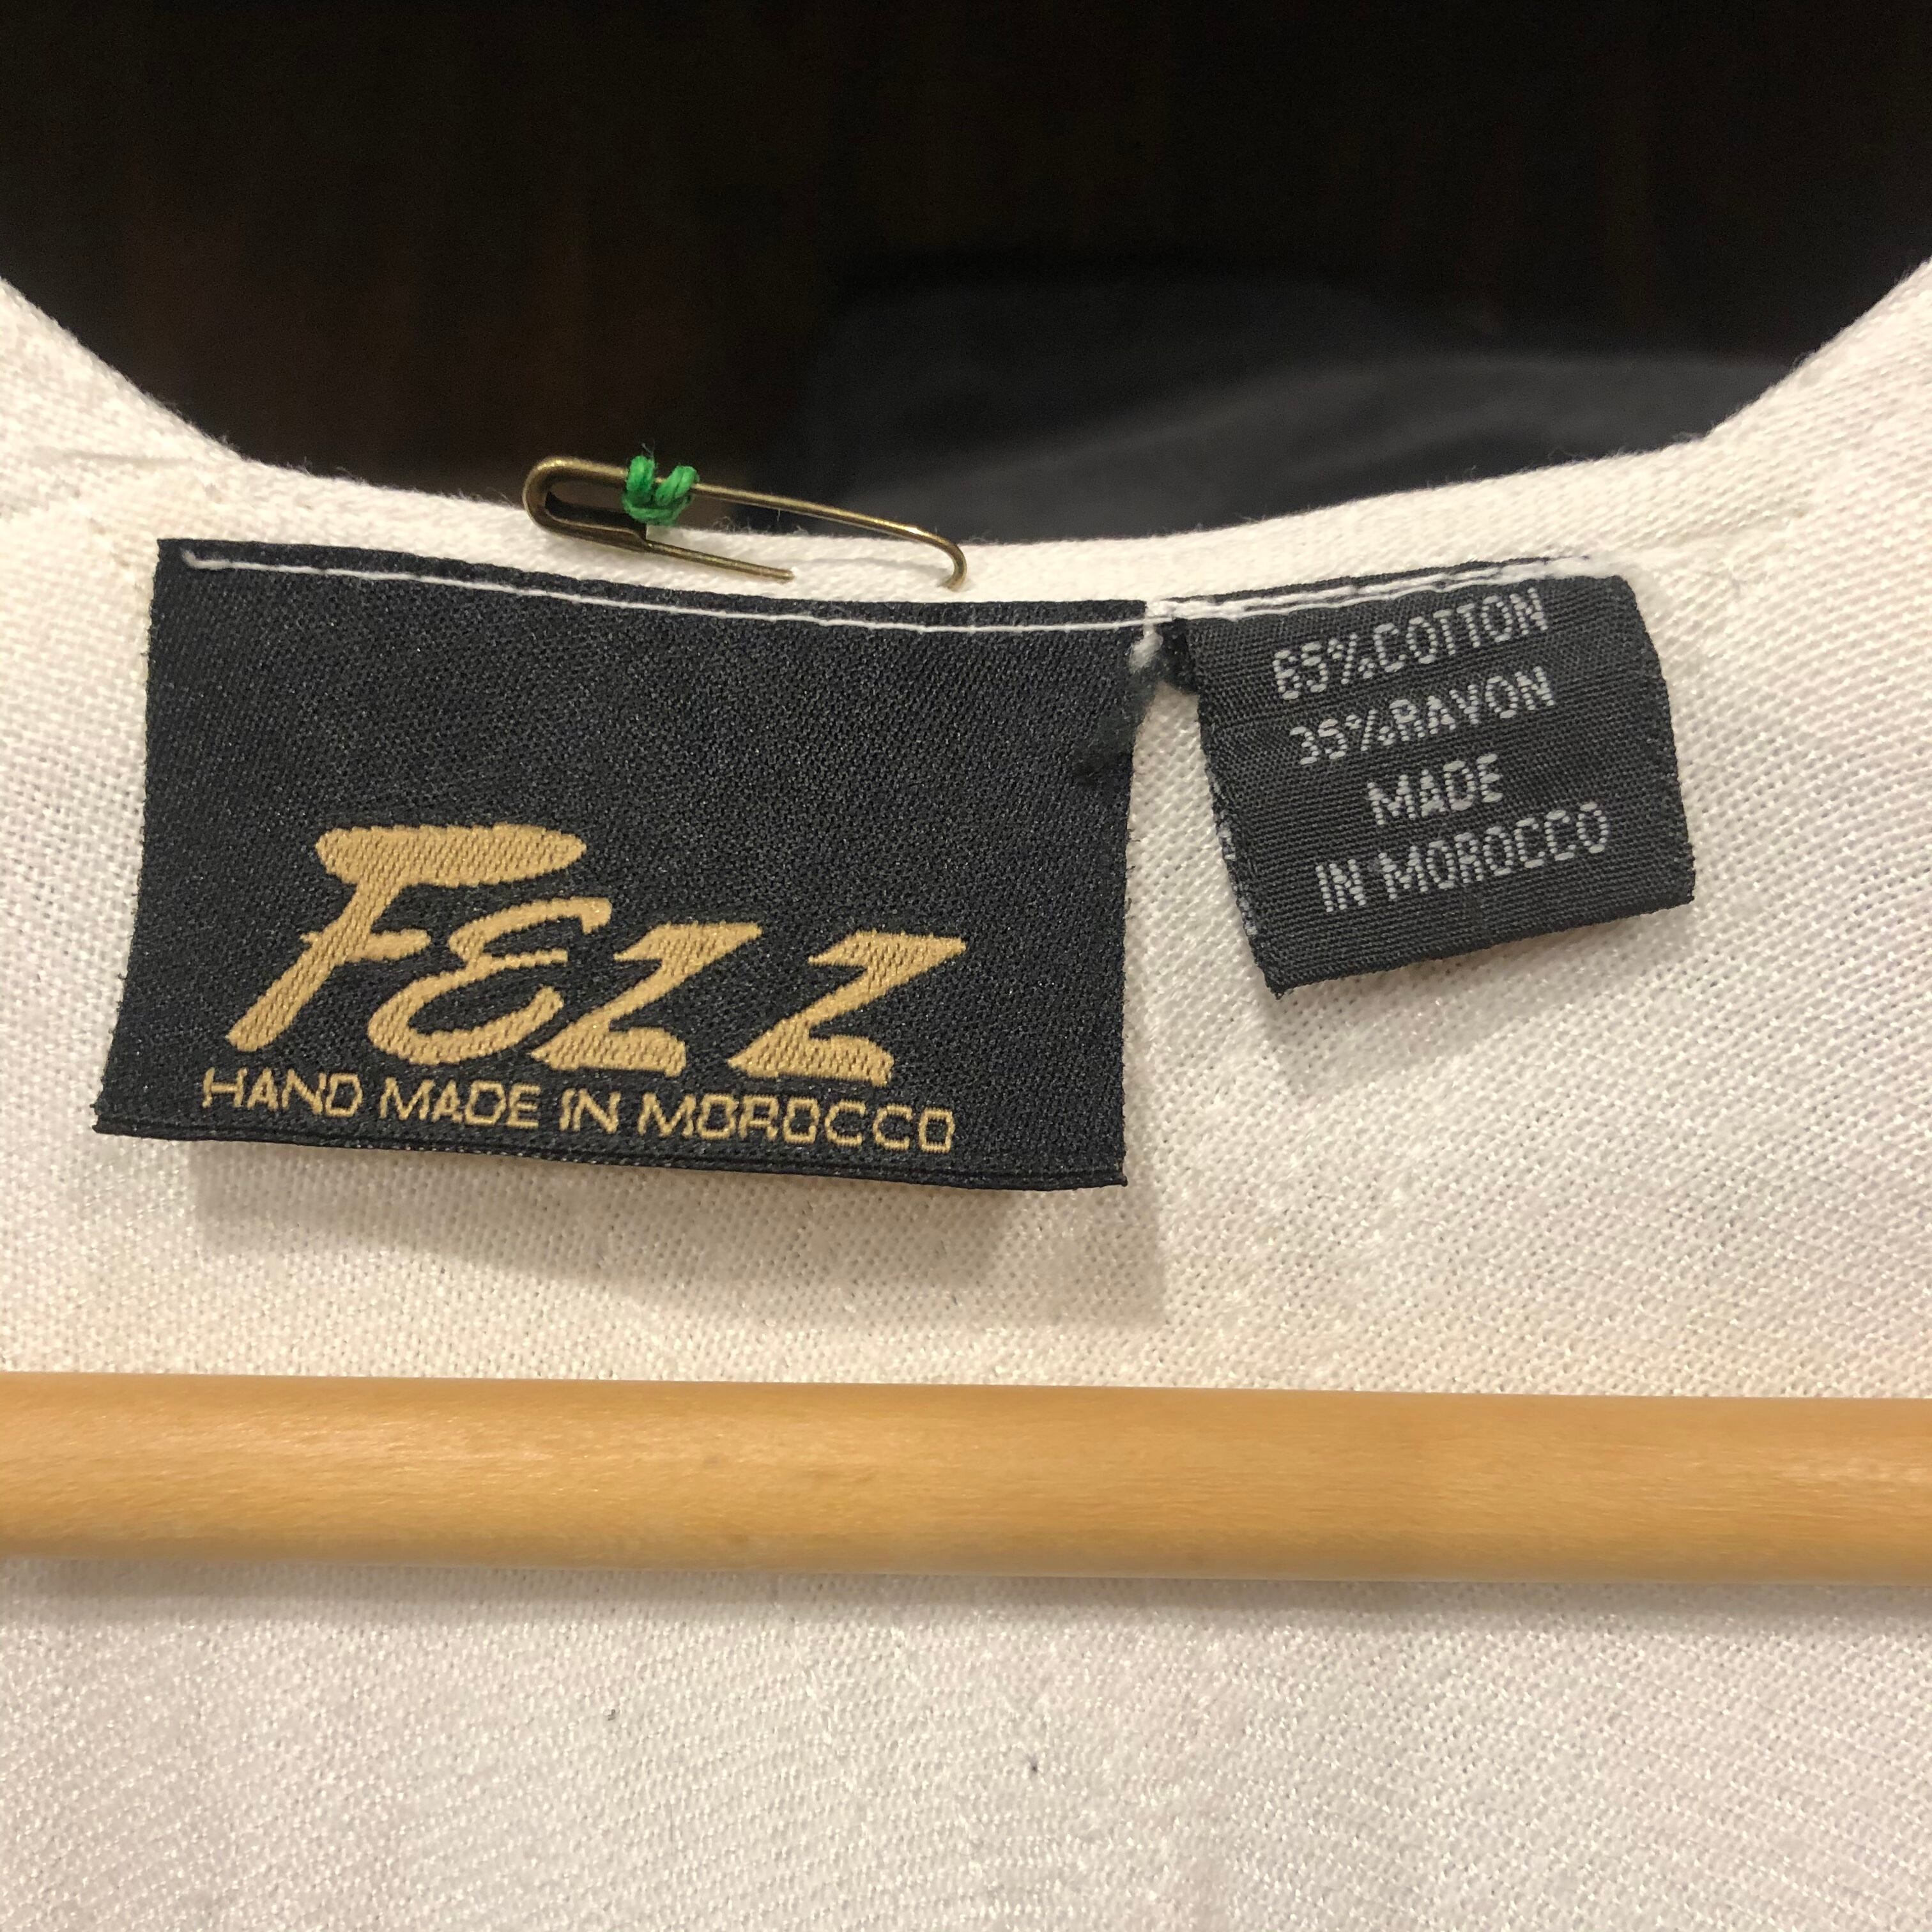 FEZZ
HAND MADE IN MOROCCO
65%COTTON
35%RAYON
MADE
IN MOROCCO